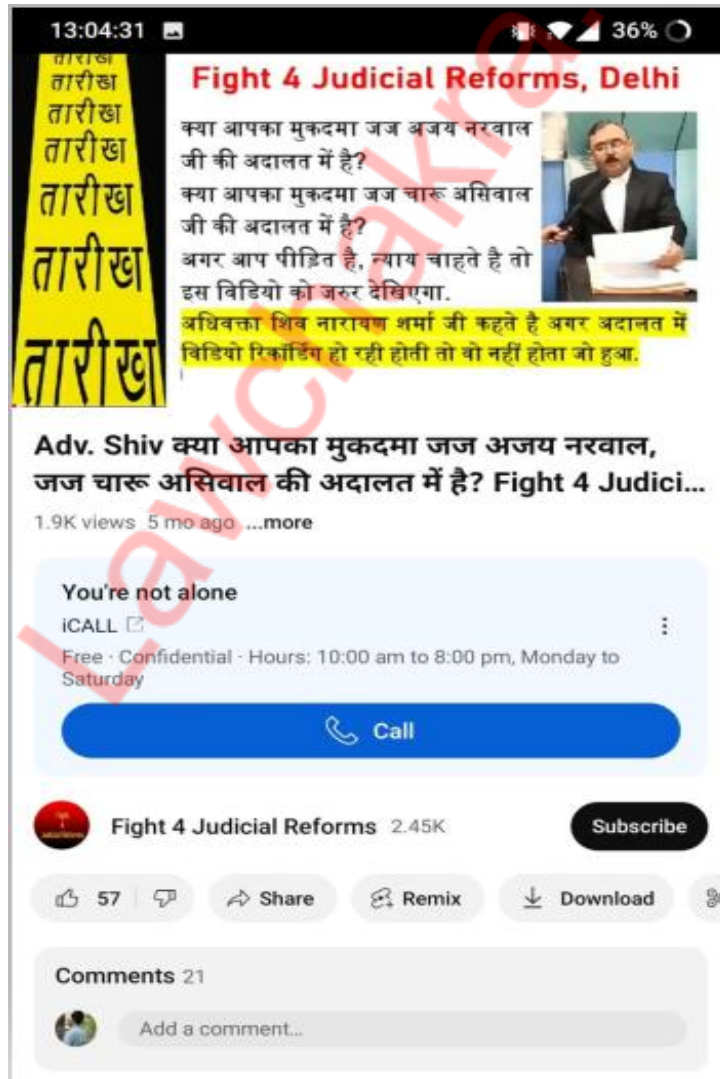 13:04:31
36%
तारीख
तारीख
तारीख
तारीख
तारीख
तारीख
तारीख
Fight 4 Judicial Reforms, Delhi
क्या आपका मुकदमा जज अजय नरवाल
जी की अदालत में है?
क्या आपका मुकदमा जज चारू असिवाल
जी की अदालत में है?
अगर आप पीड़ित है, न्याय चाहते है तो
इस विडियो को जरुर देखिएगा.
अधिवक्ता शिव नारायण शर्मा जी कहते है अगर अदालत में
विडियो रिकॉर्डिंग हो रही होती तो वो नहीं होता जो हुआ.
Adv. Shiv क्या आपका मुकदमा जज अजय नरवाल,
जज चारू असिवाल की अदालत में है? Fight 4 Judici...
1.9K views 5 mo ago ...more
You're not alone
iCALL
Free · Confidential · Hours: 10:00 am to 8:00 pm, Monday to
Saturday
Call
Fight 4 Judicial Reforms 2.45K
Subscribe
57
Share
Remix
Download
Comments 21
Add a comment...
Lawchakra.